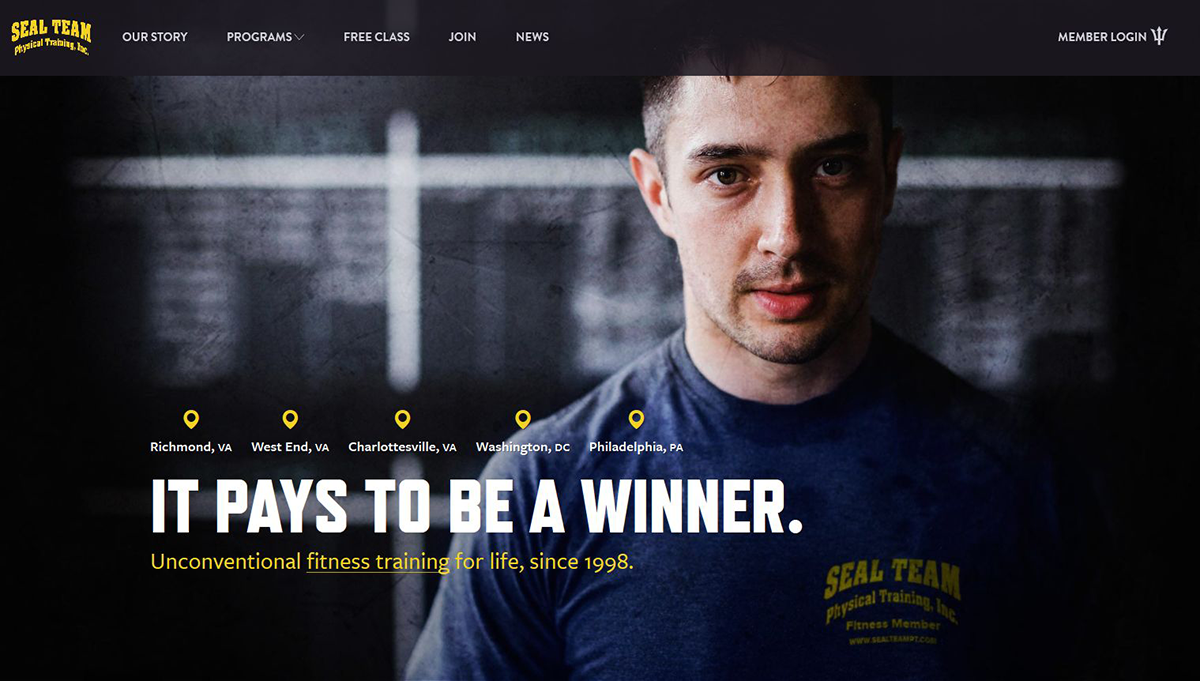 SEAL TEAM
Physical Training, Inc.
OUR STORY PROGRAMS FREE CLASS JOIN NEWS MEMBER LOGIN
Richmond, VA West End, VA Charlottesville, VA Washington, DC Philadelphia, PA
IT PAYS TO BE A WINNER.
Unconventional fitness training for life, since 1998.
SEAL TEAM
Physical Training, Inc.
Fitness Member
WWW.SEALTEAMPT.COM